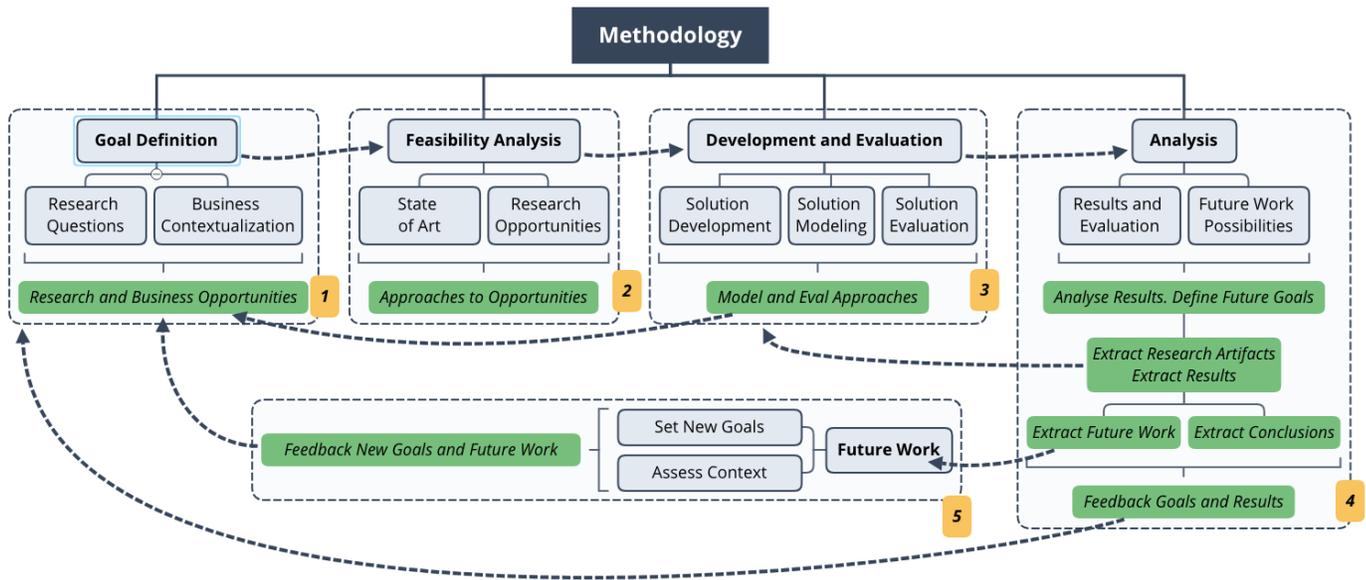 Methodology
Goal Definition
Research
Questions
Business
Contextualization
Research and Business Opportunities
1
Feasibility Analysis
State
of Art
Research
Opportunities
Approaches to Opportunities
2
Development and Evaluation
Solution
Development
Solution
Modeling
Solution
Evaluation
Model and Eval Approaches
3
Analysis
Results and
Evaluation
Future Work
Possibilities
Analyse Results. Define Future Goals
Extract Research Artifacts
Extract Results
Extract Future Work
Extract Conclusions
Feedback Goals and Results
4
Feedback New Goals and Future Work
Set New Goals
Assess Context
Future Work
5